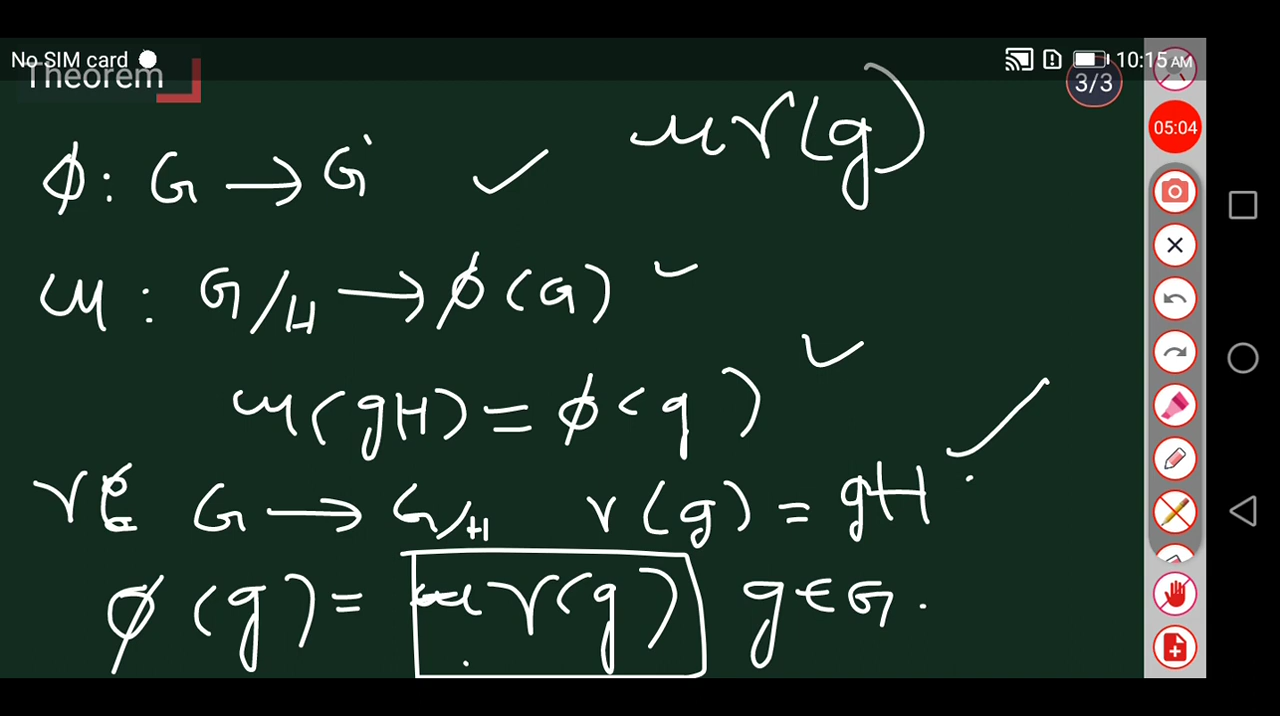 No SIM card 10:15 AM
Theorem
3/3
05:04
μγ(g)
ϕ: G → G' ✓
μ : G/H → ϕ(G) ✓
μ(gH) = ϕ(g) ✓
γ: G → G/H γ(g) = gH. ✓
ϕ(g) = μγ(g) g∈G.